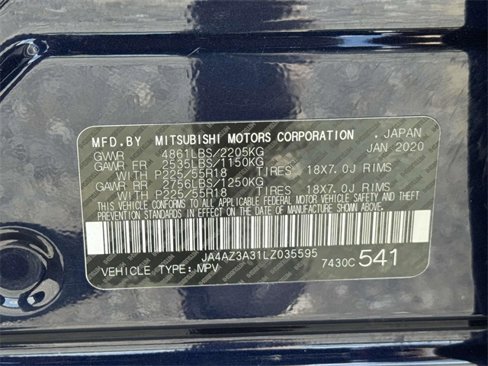 MFD.BY MITSUBISHI MOTORS CORPORATION . JAPAN
GVWR 4861LBS/2205KG JAN 2020
GAWR FR 2535LBS/1150KG
WITH P225/55R18 TIRES 18X7.0J RIMS
GAWR RR P2756LBS/1250KG
WITH P225/55R18 TIRES 18X7.0J RIMS
THIS VEHICLE CONFORMS TO ALL APPLICABLE FEDERAL MOTOR VEHICLE SAFETY AND THEFT
PREVENTION STANDARDS IN EFFECT ON THE DATE OF MANUFACTURE SHOWN ABOVE.
JA4AZ3A31LZ035595
VEHICLE TYPE: MPV 7430C 541